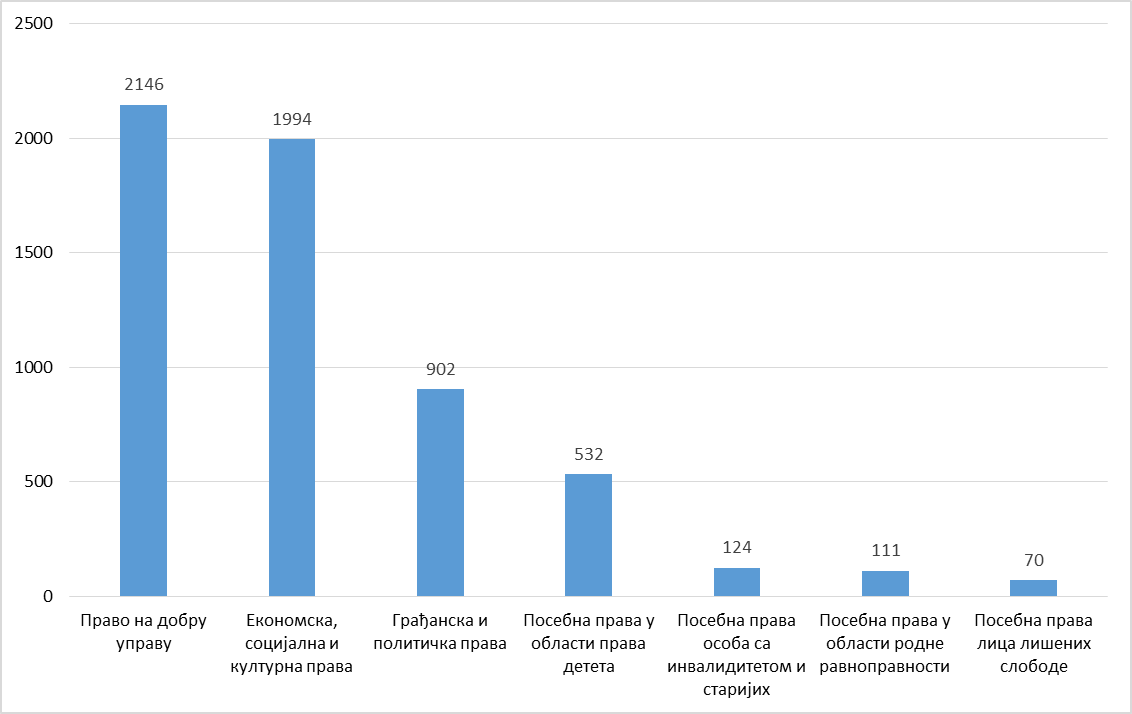 2500
2146
1994
2000
1500
1000
902
532
500
124
111
70
0
Право на добру
управу
Економска,
социјална и
културна права
Грађанска и
политичка права
Посебна права у
области права
детета
Посебна права
особа са
инвалидитетом и
старијих
Посебна права у
области родне
равноправности
Посебна права
лица лишених
слободе